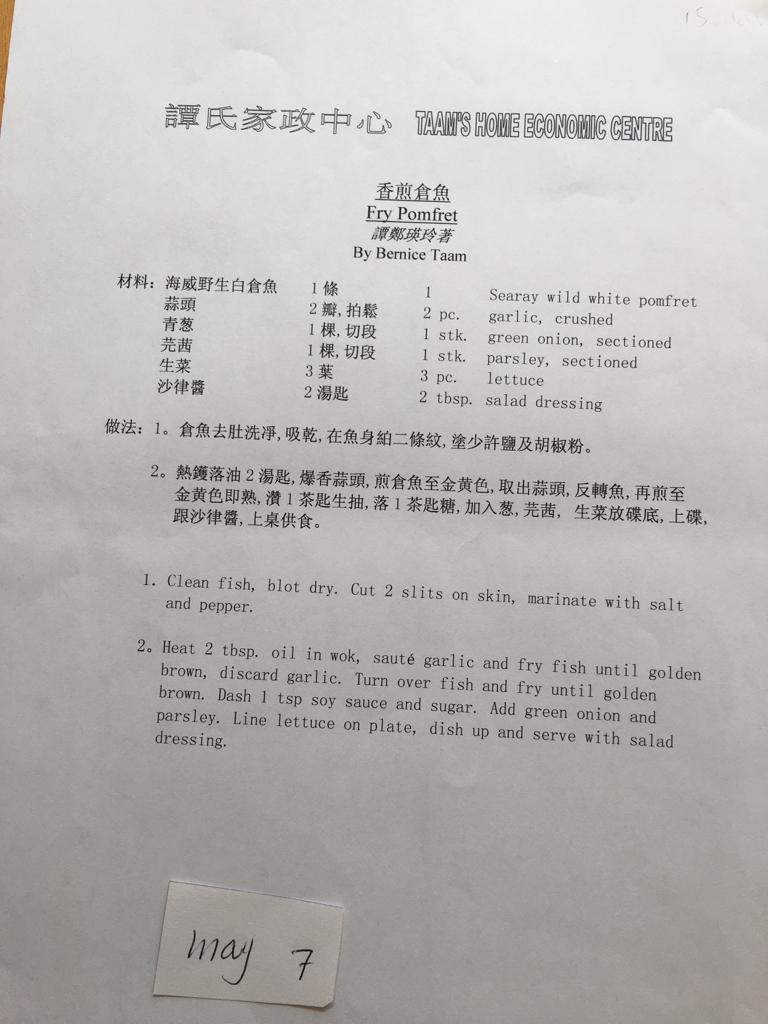 譚氏家政中心 TAAM'S HOME ECONOMIC CENTRE
香煎倉魚
Fry Pomfret
譚鄭瑛玲著
By Bernice Taam
材料：海威野生白倉魚 1 條 1 Searay wild white pomfret
蒜頭 2 瓣, 拍鬆 2 pc. garlic, crushed
青葱 1 棵, 切段 1 stk. green onion, sectioned
芫茜 1 棵, 切段 1 stk. parsley, sectioned
生菜 3 葉 3 pc. lettuce
沙律醬 2 湯匙 2 tbsp. salad dressing
做法：1。倉魚去肚洗淨, 吸乾, 在魚身䊆二條紋, 塗少許鹽及胡椒粉。
2。熱鑊落油 2 湯匙, 爆香蒜頭, 煎倉魚至金黄色, 取出蒜頭, 反轉魚, 再煎至
金黄色即熟, 灒 1 茶匙生抽, 落 1 茶匙糖, 加入葱, 芫茜, 生菜放碟底, 上碟,
跟沙律醬, 上桌供食。
1. Clean fish, blot dry. Cut 2 slits on skin, marinate with salt
and pepper.
2。Heat 2 tbsp. oil in wok, sauté garlic and fry fish until golden
brown, discard garlic. Turn over fish and fry until golden
brown. Dash 1 tsp soy sauce and sugar. Add green onion and
parsley. Line lettuce on plate, dish up and serve with salad
dressing.
may 7